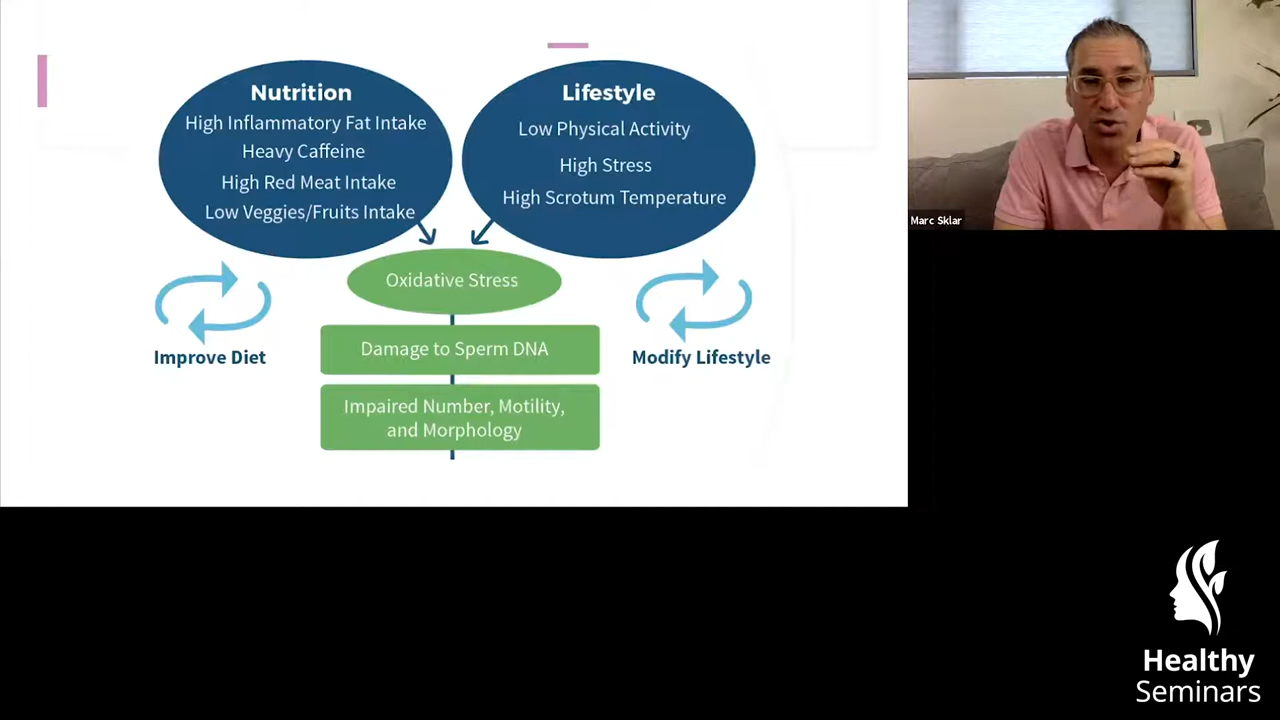 Nutrition
High Inflammatory Fat Intake
Heavy Caffeine
High Red Meat Intake
Low Veggies/Fruits Intake
Lifestyle
Low Physical Activity
High Stress
High Scrotum Temperature
Oxidative Stress
Damage to Sperm DNA
Impaired Number, Motility,
and Morphology
Improve Diet
Modify Lifestyle
Marc Sklar
Healthy
Seminars